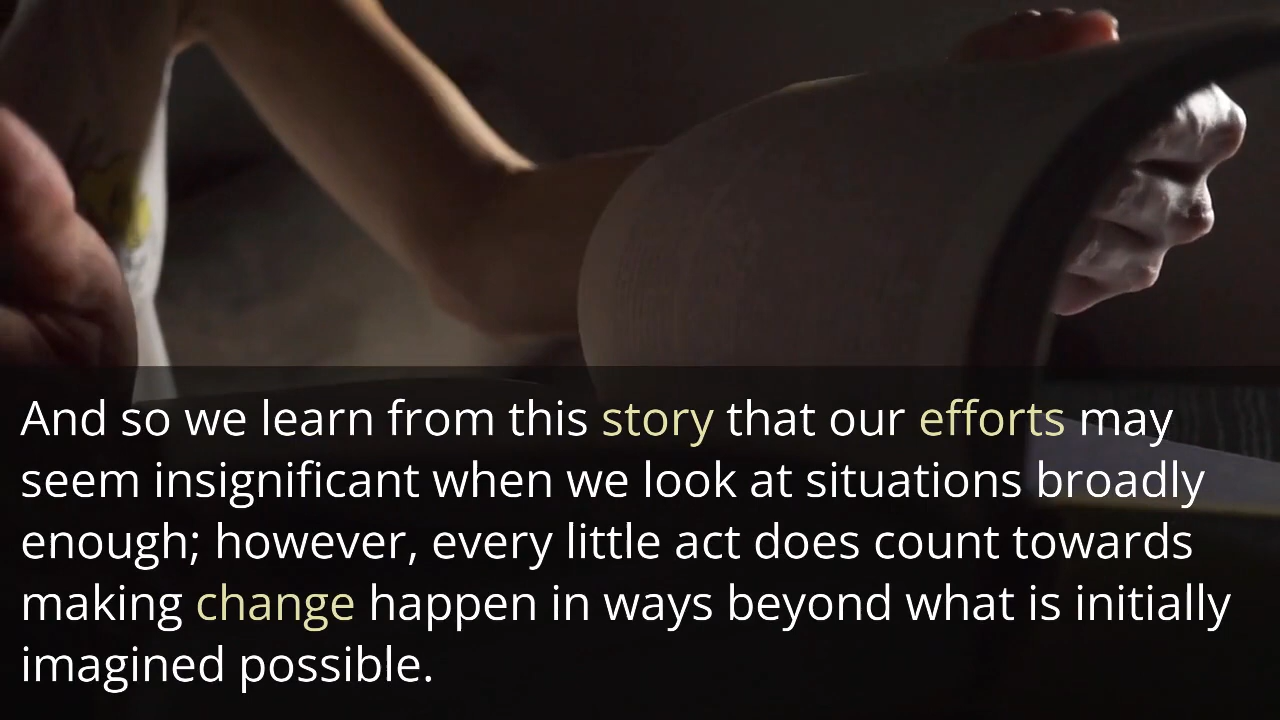 And so we learn from this story that our efforts may
seem insignificant when we look at situations broadly
enough; however, every little act does count towards
making change happen in ways beyond what is initially
imagined possible.